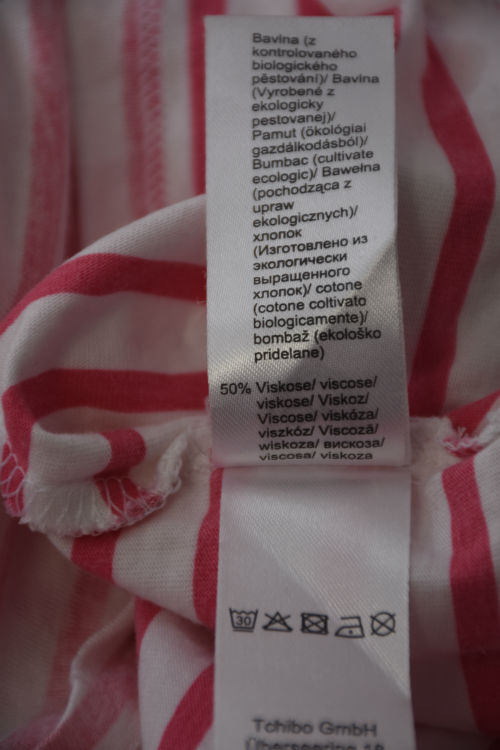 Bavlna (z
kontrolovaného
biologického
pěstování)/ Bavlna
(Vyrobené z
ekologicky
pestovanej)/
Pamut (ökológiai
gazdálkodásból)/
Bumbac (cultivate
ecologic)/ Bawełna
(pochodząca z
upraw
ekologicznych)/
хлопок
(Изготовлено из
экологически
выращенного
хлопок)/ cotone
(cotone coltivato
biologicamente)/
bombaž (ekološko
pridelane)
50% Viskose/ viscose/
viskose/ Viskoz/
Viscose/ viskóza/
viszkóz/ Viscoză/
wiskoza/ вискоза/
viscosa/ viskoza
30
Tchibo GmbH
Überseering 18